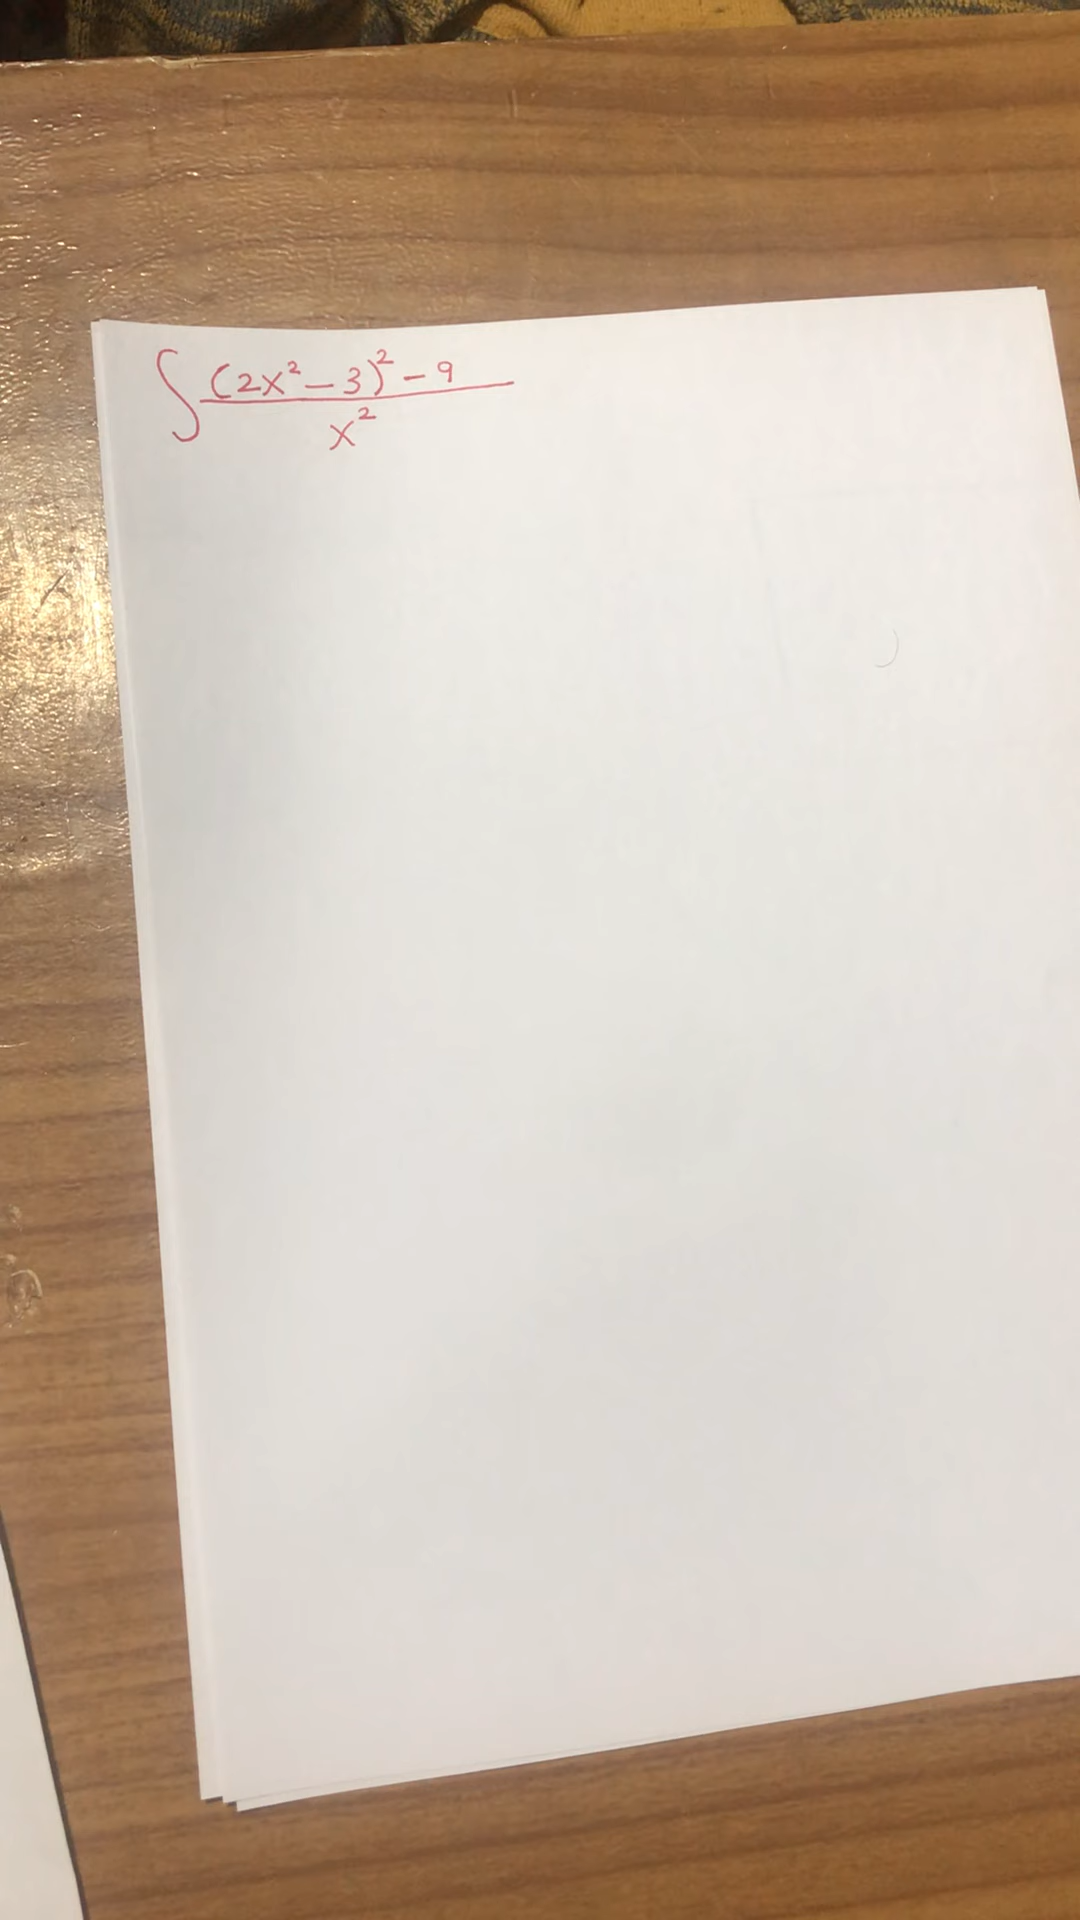 ∫ (2x² – 3)² – 9
x²